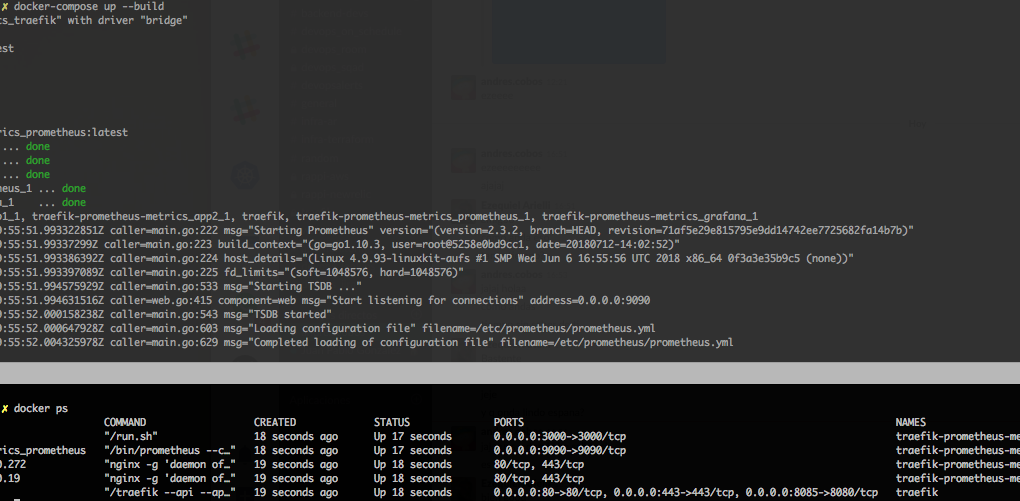 ✗ docker-compose up --build
cs_traefik" with driver "bridge"
est
rics_prometheus:latest
... done
... done
... done
heus_1 ... done
a_1 ... done
p1_1, traefik-prometheus-metrics_app2_1, traefik, traefik-prometheus-metrics_prometheus_1, traefik-prometheus-metrics_grafana_1
9:55:51.993322851Z caller=main.go:222 msg="Starting Prometheus" version="(version=2.3.2, branch=HEAD, revision=71af5e29e815795e9dd14742ee7725682fa14b7b)"
9:55:51.99337299Z caller=main.go:223 build_context="(go=go1.10.3, user=root@5258e0bd9cc1, date=20180712-14:02:52)"
9:55:51.993386392Z caller=main.go:224 host_details="(Linux 4.9.93-linuxkit-aufs #1 SMP Wed Jun 6 16:55:56 UTC 2018 x86_64 0f3a3e35b9c5 (none))"
9:55:51.993397089Z caller=main.go:225 fd_limits="(soft=1048576, hard=1048576)"
9:55:51.994575929Z caller=main.go:533 msg="Starting TSDB ..."
9:55:51.994631516Z caller=web.go:415 component=web msg="Start listening for connections" address=0.0.0.0:9090
9:55:52.000158238Z caller=main.go:543 msg="TSDB started"
9:55:52.000647928Z caller=main.go:603 msg="Loading configuration file" filename=/etc/prometheus/prometheus.yml
9:55:52.004325978Z caller=main.go:629 msg="Completed loading of configuration file" filename=/etc/prometheus/prometheus.yml
✗ docker ps
COMMAND CREATED STATUS PORTS NAMES
"/run.sh" 18 seconds ago Up 17 seconds 0.0.0.0:3000->3000/tcp traefik-prometheus-me
rics_prometheus "/bin/prometheus --c…" 18 seconds ago Up 17 seconds 0.0.0.0:9090->9090/tcp traefik-prometheus-me
0.272 "nginx -g 'daemon of…" 19 seconds ago Up 18 seconds 80/tcp, 443/tcp traefik-prometheus-me
0.19 "nginx -g 'daemon of…" 19 seconds ago Up 18 seconds 80/tcp, 443/tcp traefik-prometheus-me
"/traefik --api --ap…" 19 seconds ago Up 18 seconds 0.0.0.0:80->80/tcp, 0.0.0.0:443->443/tcp, 0.0.0.0:8085->8080/tcp traefik